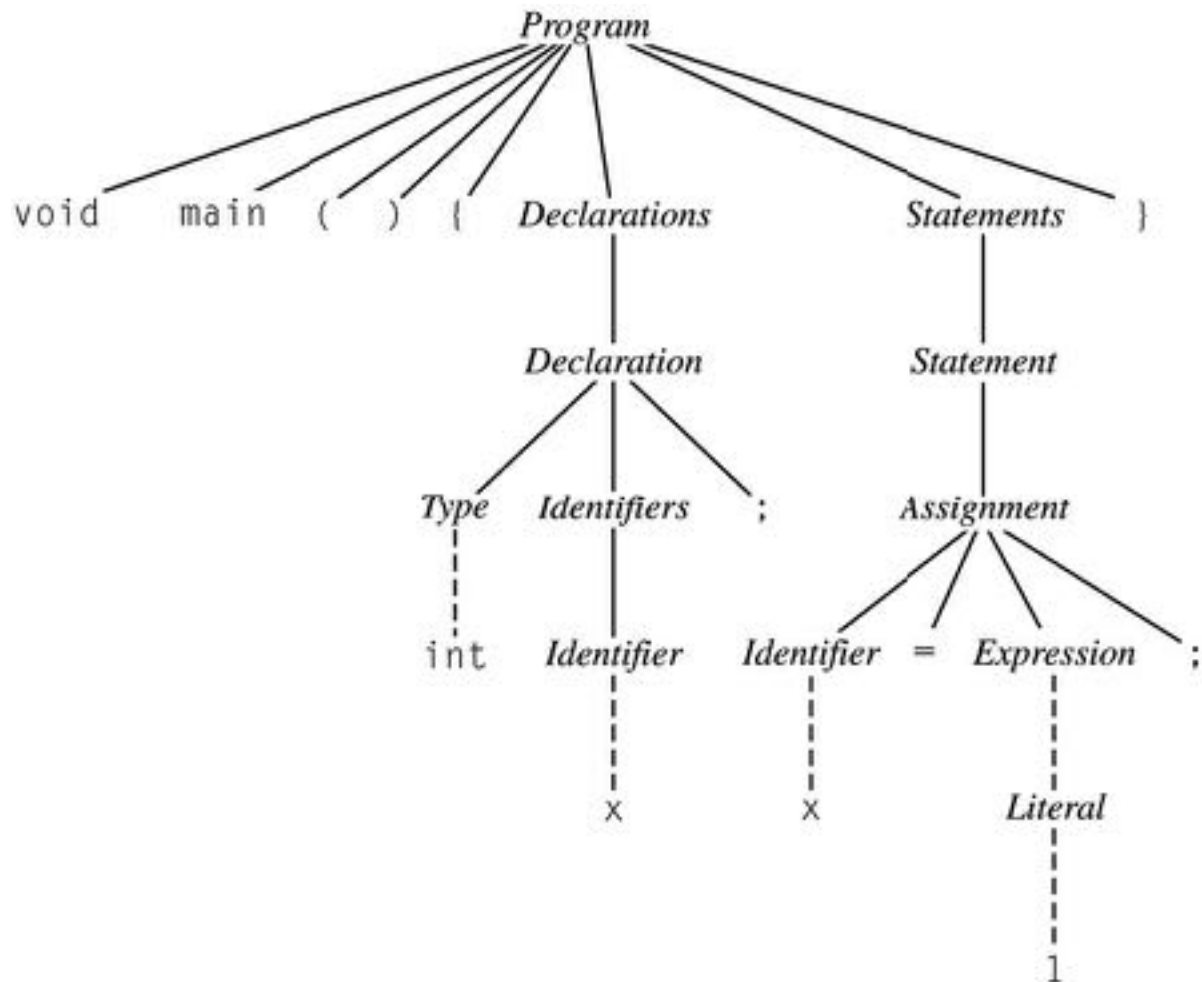 Program
void main ( ) { Declarations Statements }
Declaration Statement
Type Identifiers ; Assignment
int Identifier Identifier = Expression ;
x x Literal
1